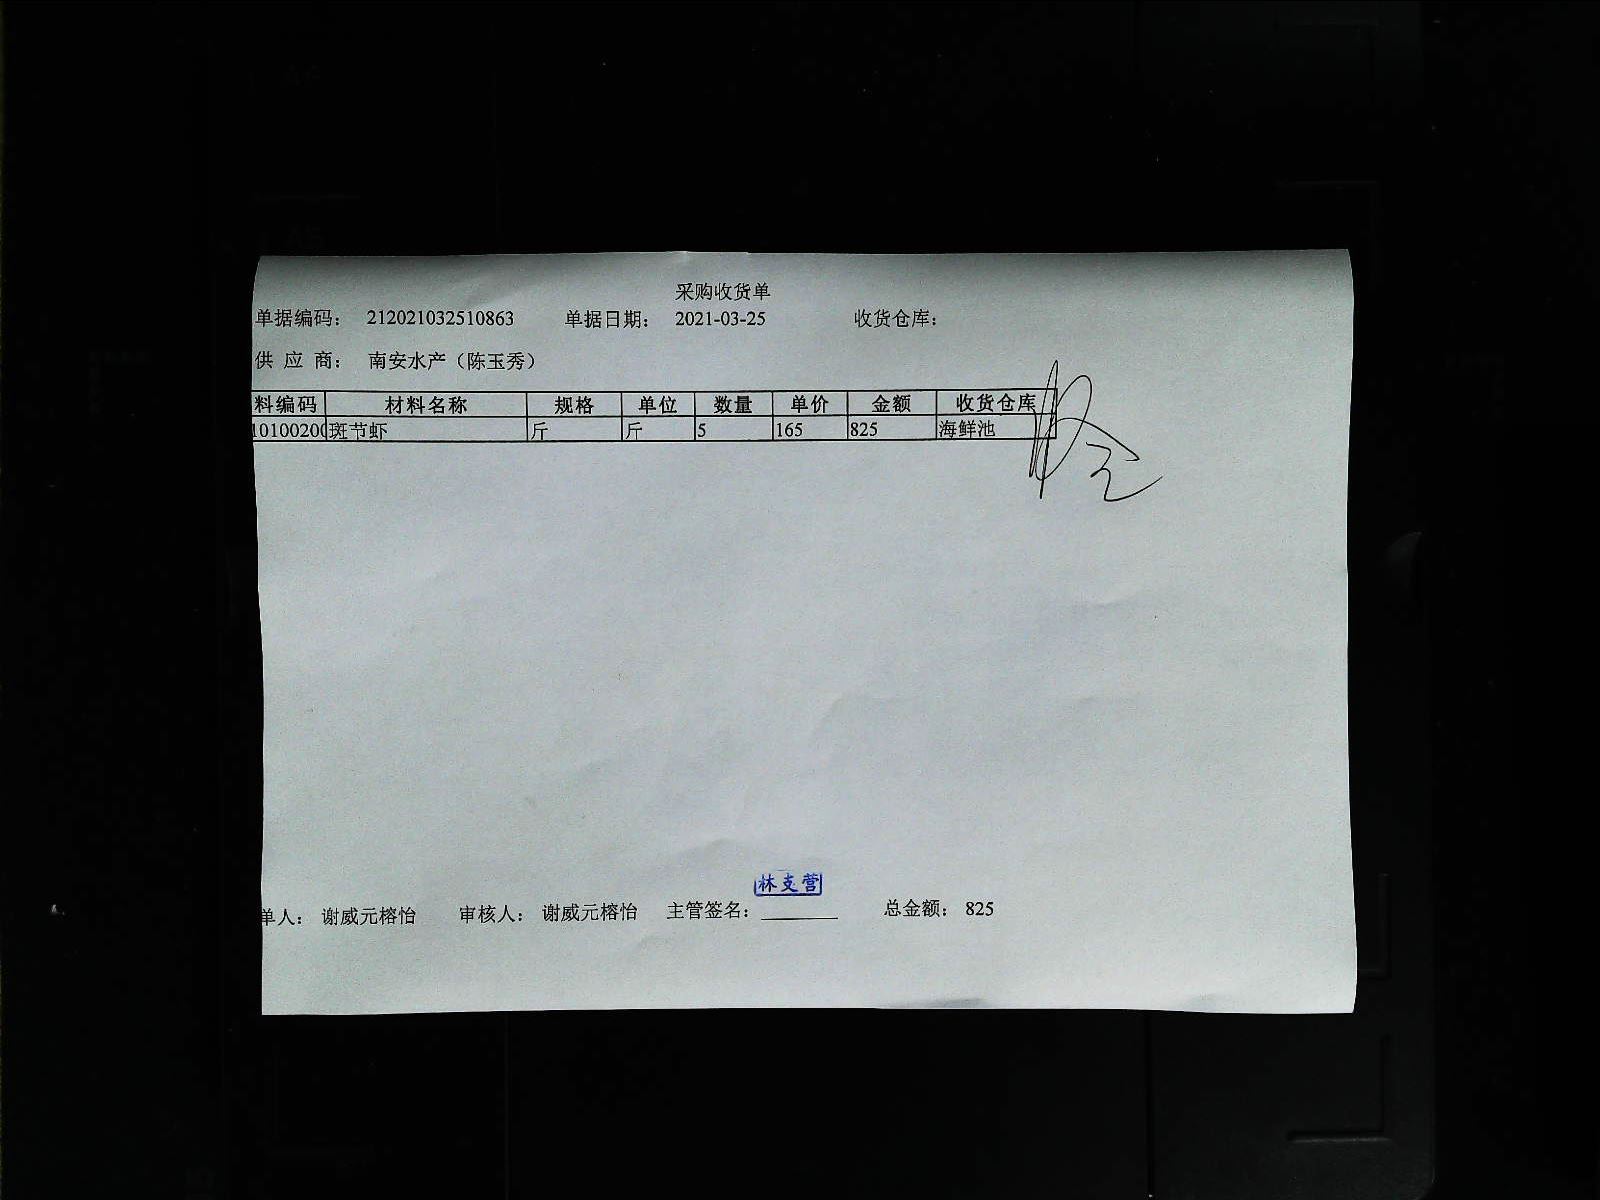 采购收货单
单据编码： 212021032510863 单据日期： 2021-03-25 收货仓库：
供 应 商： 南安水产（陈玉秀）
料编码 材料名称 规格 单位 数量 单价 金额 收货仓库
10100200 斑节虾 斤 斤 5 165 825 海鲜池
林支营
单人： 谢威元榕怡 审核人： 谢威元榕怡 主管签名： 总金额： 825